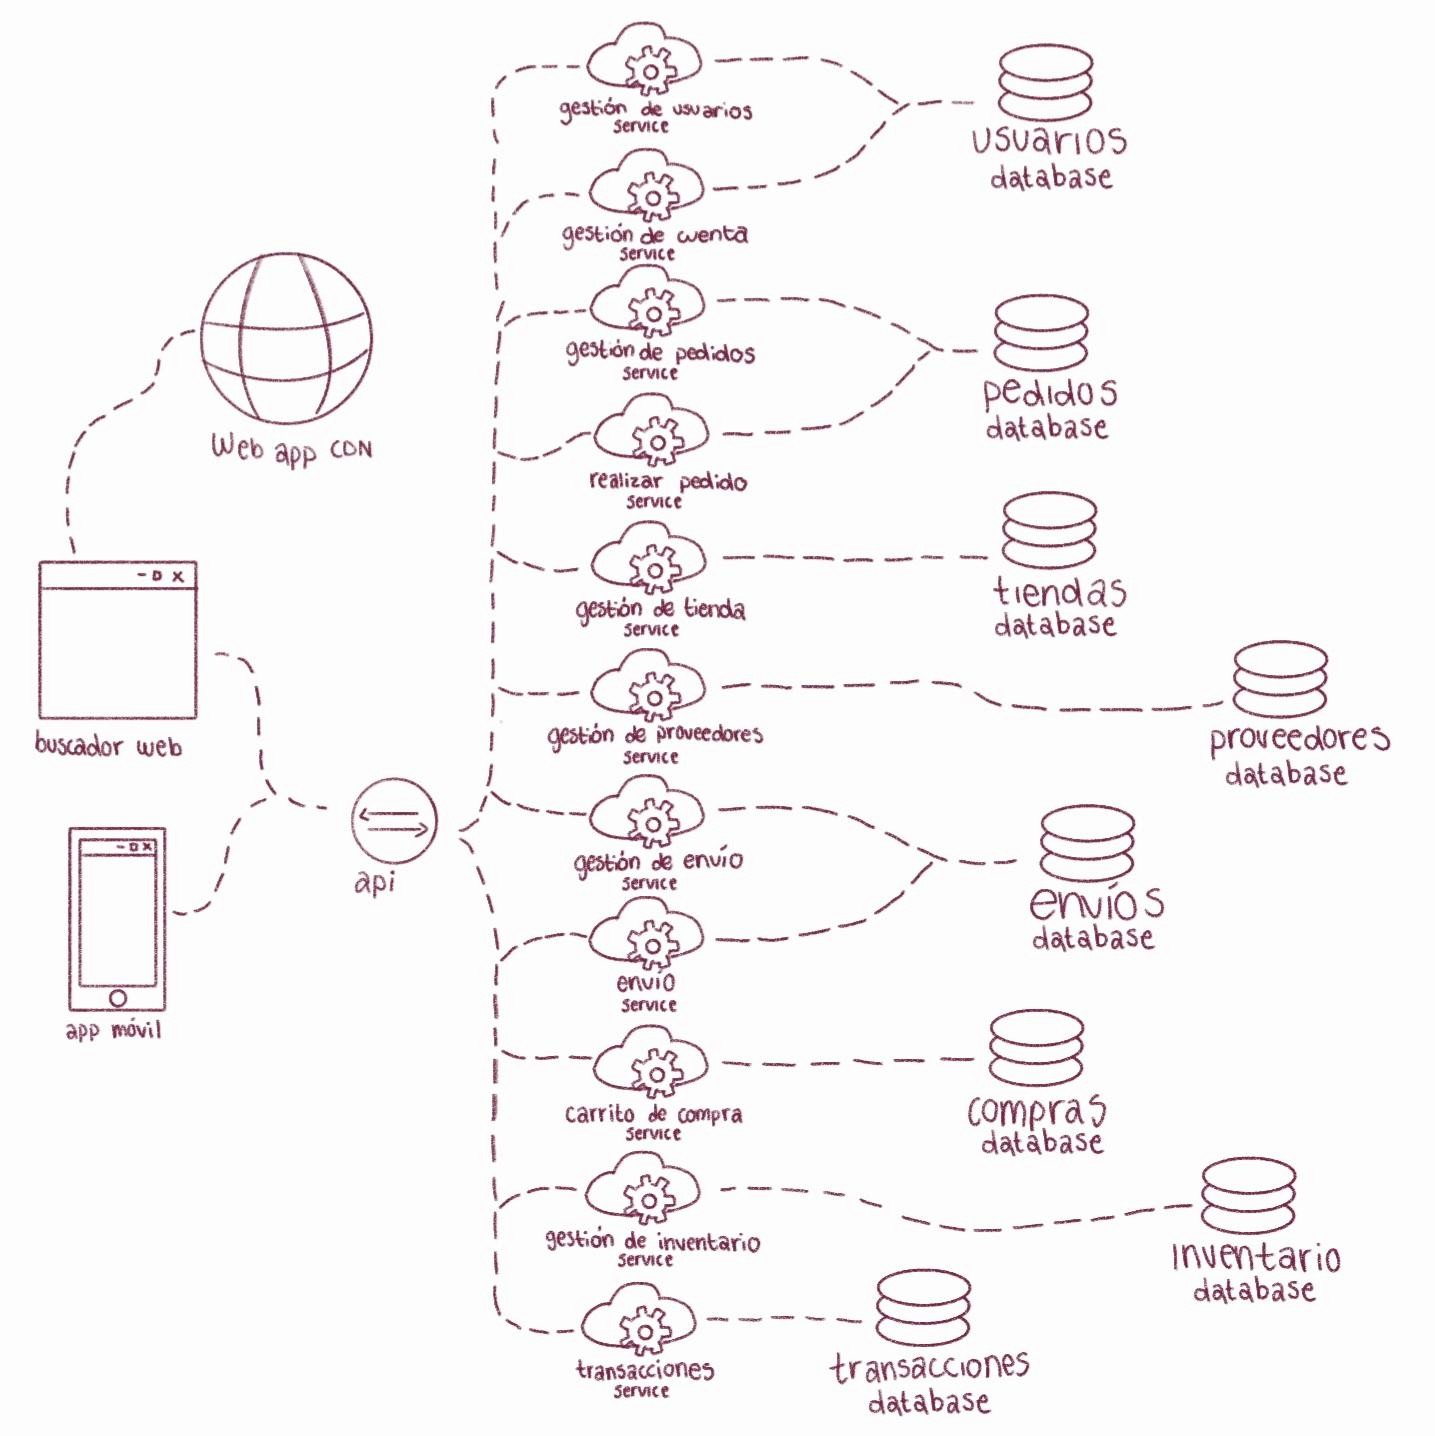 Web app CDN
buscador web
app móvil
api
gestión de usuarios
service
gestión de cuenta
service
gestión de pedidos
service
realizar pedido
service
gestión de tienda
service
gestión de proveedores
service
gestión de envío
service
envío
service
carrito de compra
service
gestión de inventario
service
transacciones
service
usuarios
database
pedidos
database
tiendas
database
proveedores
database
envíos
database
compras
database
inventario
database
transacciones
database